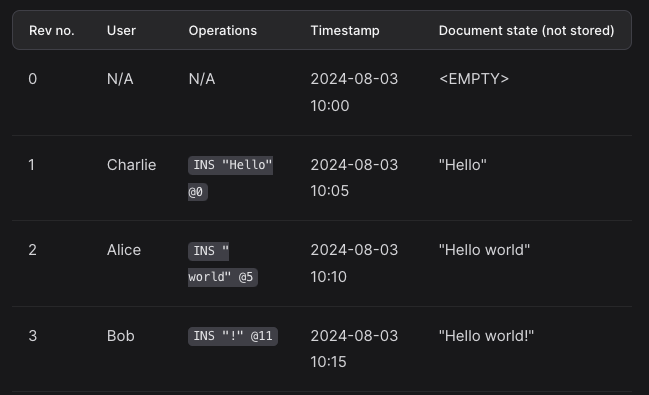 Rev no. User Operations Timestamp Document state (not stored)
0 N/A N/A 2024-08-03 <EMPTY>
10:00
1 Charlie INS "Hello" 2024-08-03 "Hello"
@0 10:05
2 Alice INS " 2024-08-03 "Hello world"
world" @5 10:10
3 Bob INS "!" @11 2024-08-03 "Hello world!"
10:15